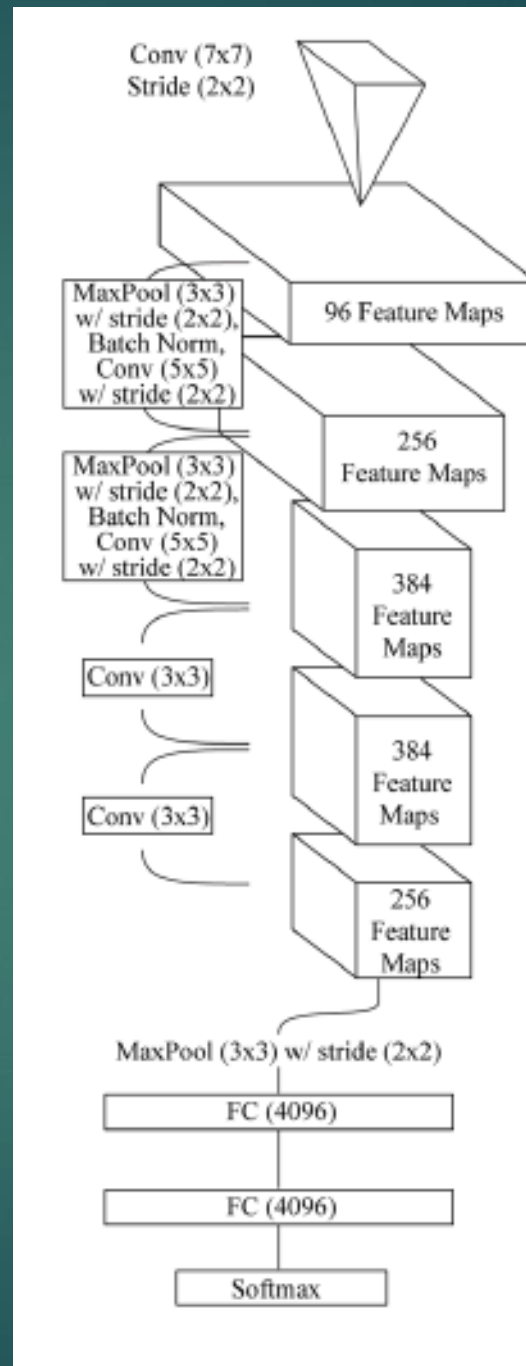 Conv (7x7)
Stride (2x2)
96 Feature Maps
MaxPool (3x3)
w/ stride (2x2),
Batch Norm,
Conv (5x5)
w/ stride (2x2)
256
Feature Maps
MaxPool (3x3)
w/ stride (2x2),
Batch Norm,
Conv (5x5)
w/ stride (2x2)
384
Feature
Maps
Conv (3x3)
384
Feature
Maps
Conv (3x3)
256
Feature
Maps
MaxPool (3x3) w/ stride (2x2)
FC (4096)
FC (4096)
Softmax